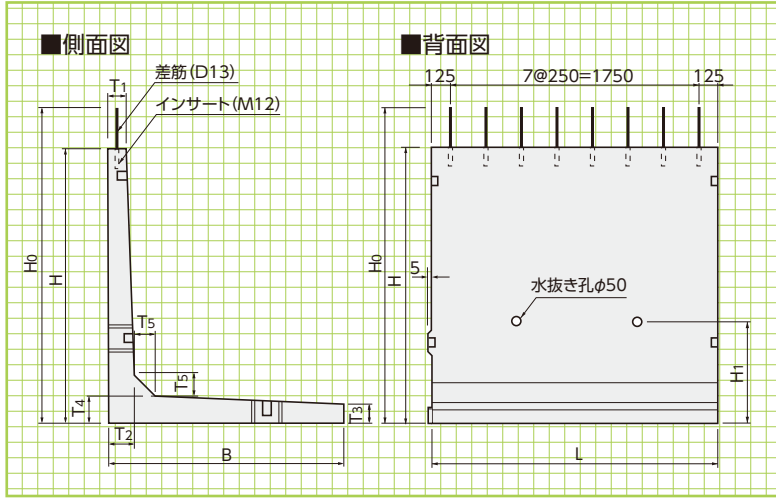 ■側面図
T1
差筋(D13)
インサート(M12)
H0
H
T5
T5
T4
T2
T3
B
■背面図
125
7@250=1750
125
H0
H
5
水抜き孔φ50
H1
L